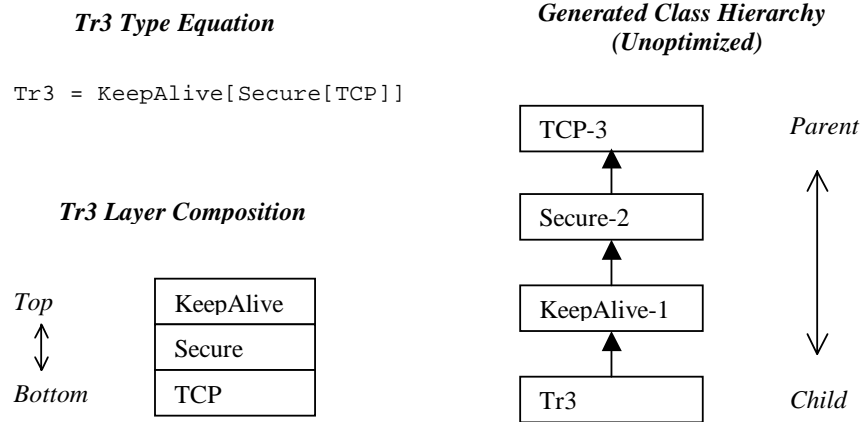 Tr3 Type Equation
Tr3 = KeepAlive[Secure[TCP]]
Tr3 Layer Composition
Top
Bottom
KeepAlive
Secure
TCP
Generated Class Hierarchy
(Unoptimized)
TCP-3
Secure-2
KeepAlive-1
Tr3
Parent
Child